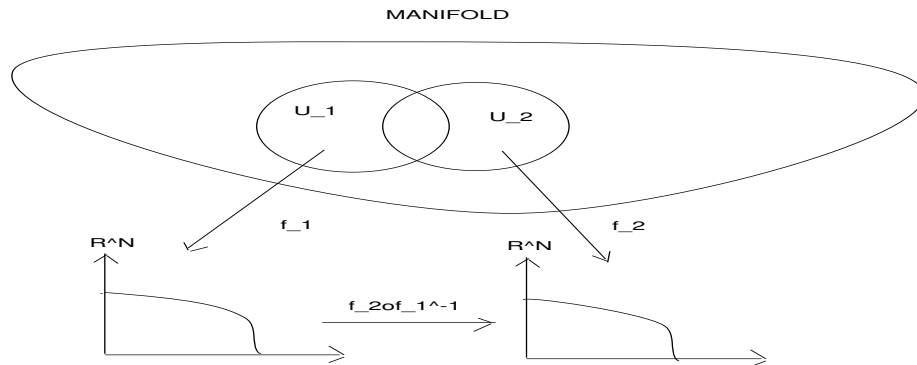 MANIFOLD
U_1
U_2
f_1
f_2
R^N
R^N
f_2of_1^-1